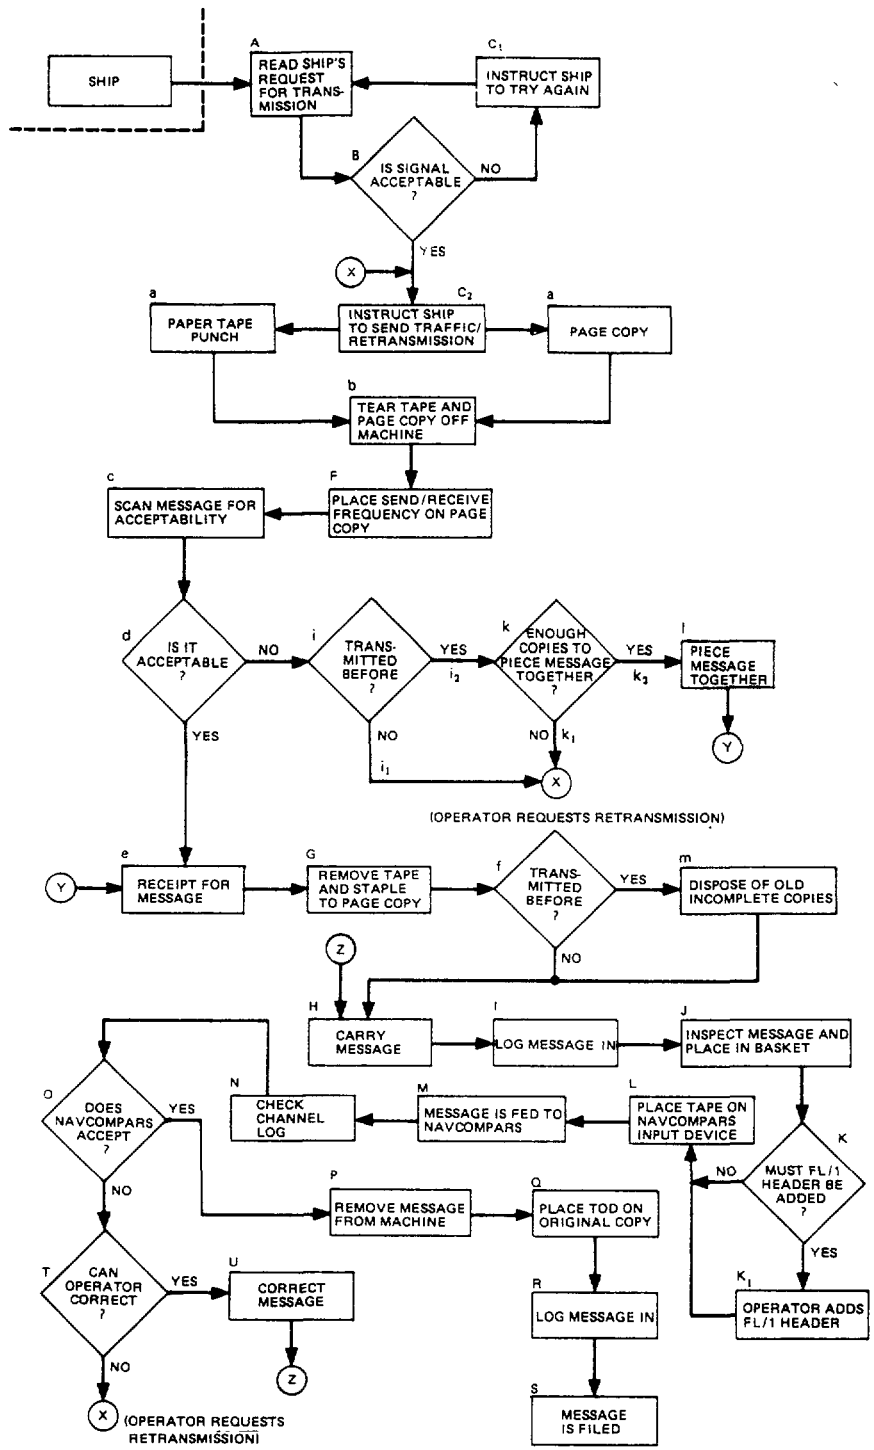 A
C1
SHIP
READ SHIP'S
REQUEST
FOR TRANS-
MISSION
INSTRUCT SHIP
TO TRY AGAIN
B
IS SIGNAL
ACCEPTABLE
?
NO
YES
X
C2
a
a
INSTRUCT SHIP
TO SEND TRAFFIC/
RETRANSMISSION
PAPER TAPE
PUNCH
PAGE COPY
b
TEAR TAPE AND
PAGE COPY OFF
MACHINE
c
F
SCAN MESSAGE FOR
ACCEPTABILITY
PLACE SEND/RECEIVE
FREQUENCY ON PAGE
COPY
d
IS IT
ACCEPTABLE
?
NO
YES
i
TRANS-
MITTED
BEFORE
?
YES
i2
NO
i1
k
ENOUGH
COPIES TO
PIECE MESSAGE
TOGETHER
?
YES
k2
NO
k1
l
PIECE
MESSAGE
TOGETHER
Y
X
(OPERATOR REQUESTS RETRANSMISSION)
Y
e
RECEIPT FOR
MESSAGE
G
REMOVE TAPE
AND STAPLE
TO PAGE COPY
f
TRANS-
MITTED
BEFORE
?
YES
NO
m
DISPOSE OF OLD
INCOMPLETE COPIES
Z
H
CARRY
MESSAGE
I
LOG MESSAGE IN
J
INSPECT MESSAGE AND
PLACE IN BASKET
K
MUST FL/1
HEADER BE
ADDED
?
NO
YES
K1
OPERATOR ADDS
FL/1 HEADER
L
PLACE TAPE ON
NAVCOMPARS
INPUT DEVICE
M
MESSAGE IS FED TO
NAVCOMPARS
N
CHECK
CHANNEL
LOG
O
DOES
NAVCOMPARS
ACCEPT
?
YES
NO
P
REMOVE MESSAGE
FROM MACHINE
Q
PLACE TOD ON
ORIGINAL COPY
R
LOG MESSAGE IN
S
MESSAGE
IS FILED
T
CAN
OPERATOR
CORRECT
?
YES
NO
U
CORRECT
MESSAGE
Z
X
(OPERATOR REQUESTS
RETRANSMISSION)